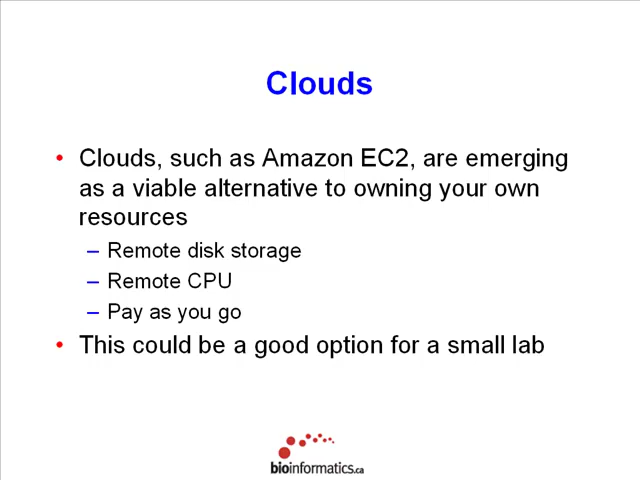 Clouds
• Clouds, such as Amazon EC2, are emerging
as a viable alternative to owning your own
resources
– Remote disk storage
– Remote CPU
– Pay as you go
• This could be a good option for a small lab
bioinformatics.ca